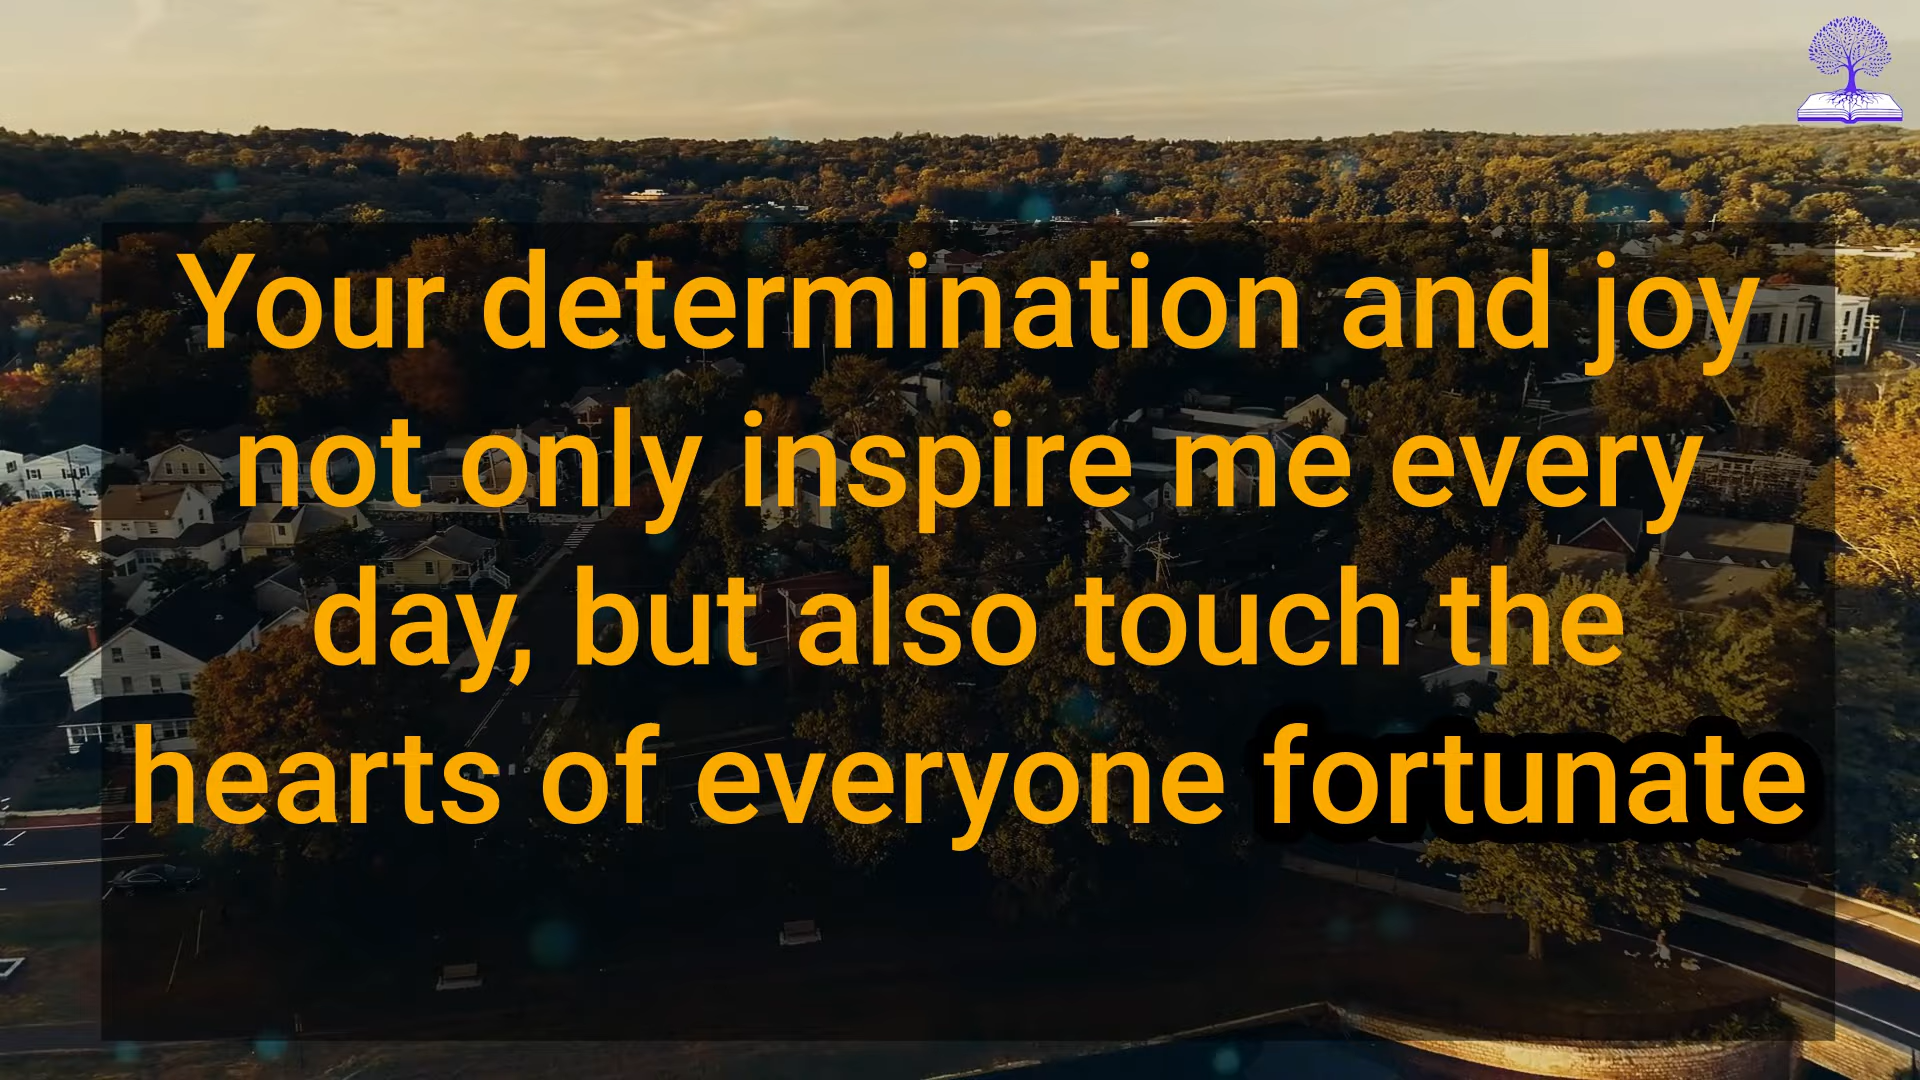 Your determination and joy
not only inspire me every
day, but also touch the
hearts of everyone fortunate